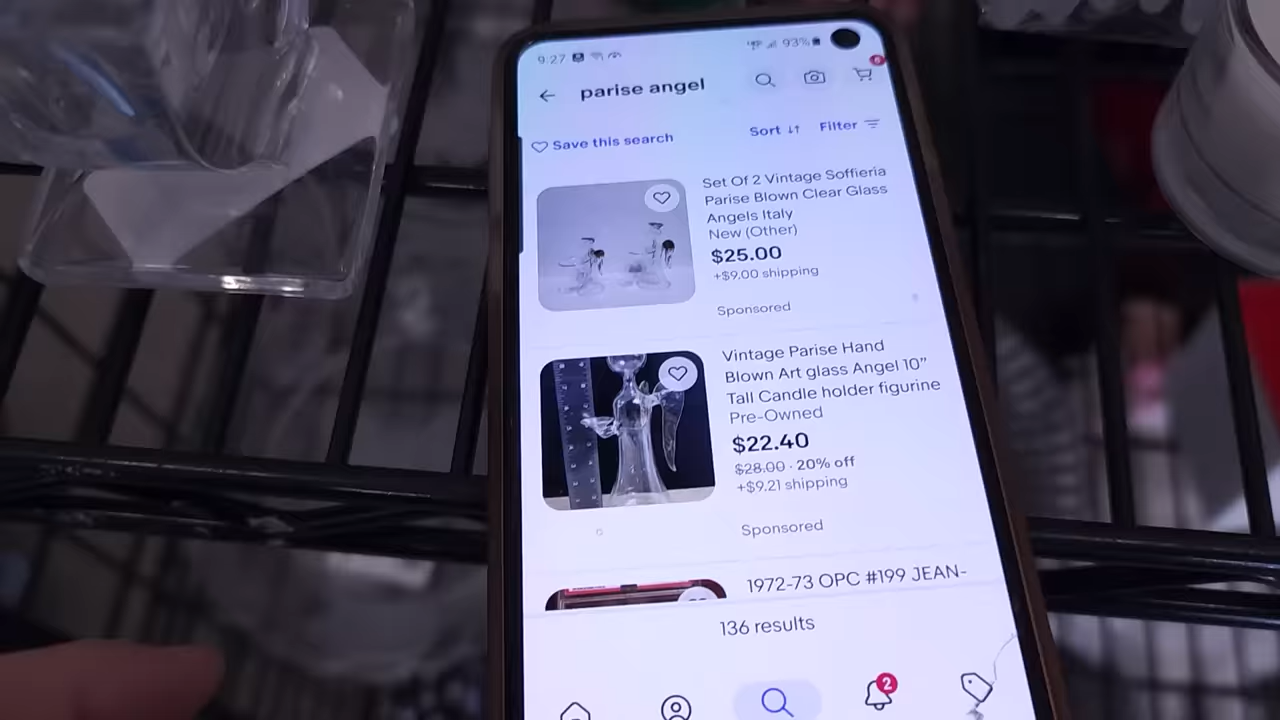 9:27
93%
6
parise angel
Save this search
Sort
Filter
Set Of 2 Vintage Soffieria
Parise Blown Clear Glass
Angels Italy
New (Other)
$25.00
+$9.00 shipping
Sponsored
Vintage Parise Hand
Blown Art glass Angel 10”
Tall Candle holder figurine
Pre-Owned
$22.40
$28.00 · 20% off
+$9.21 shipping
Sponsored
1972-73 OPC #199 JEAN-
136 results
2